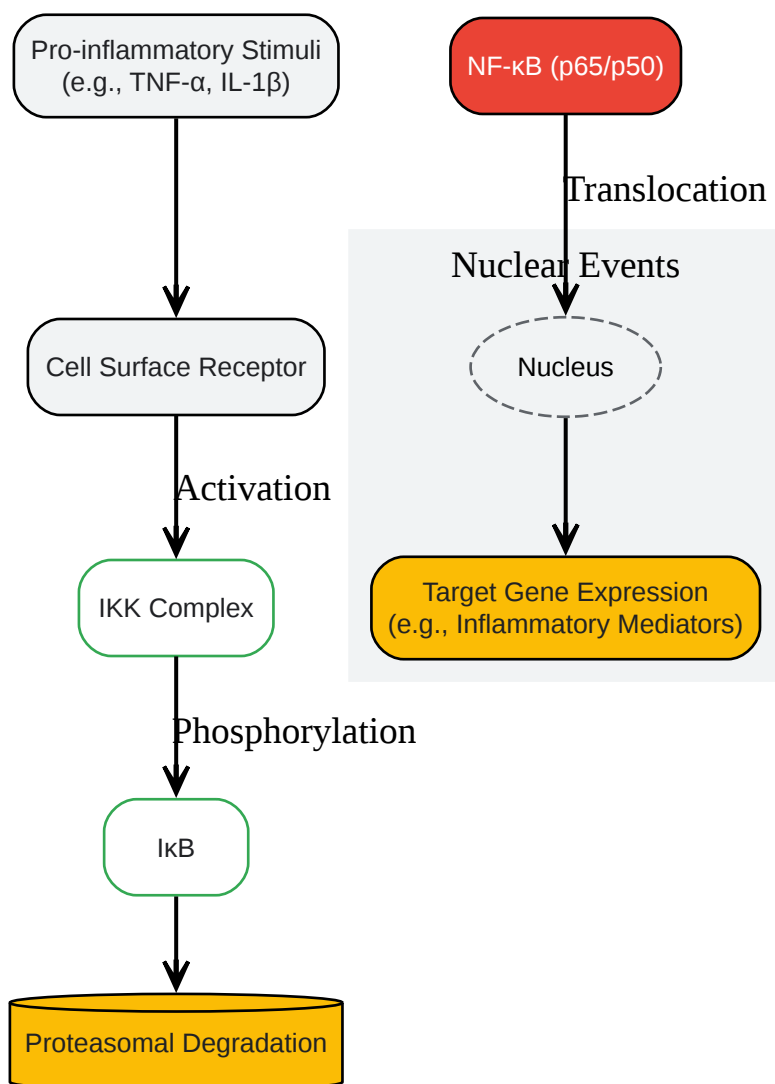 Pro-inflammatory Stimuli
(e.g., TNF-α, IL-1β)
Cell Surface Receptor
Activation
IKK Complex
Phosphorylation
IκB
Proteasomal Degradation
NF-κB (p65/p50)
Translocation
Nuclear Events
Nucleus
Target Gene Expression
(e.g., Inflammatory Mediators)